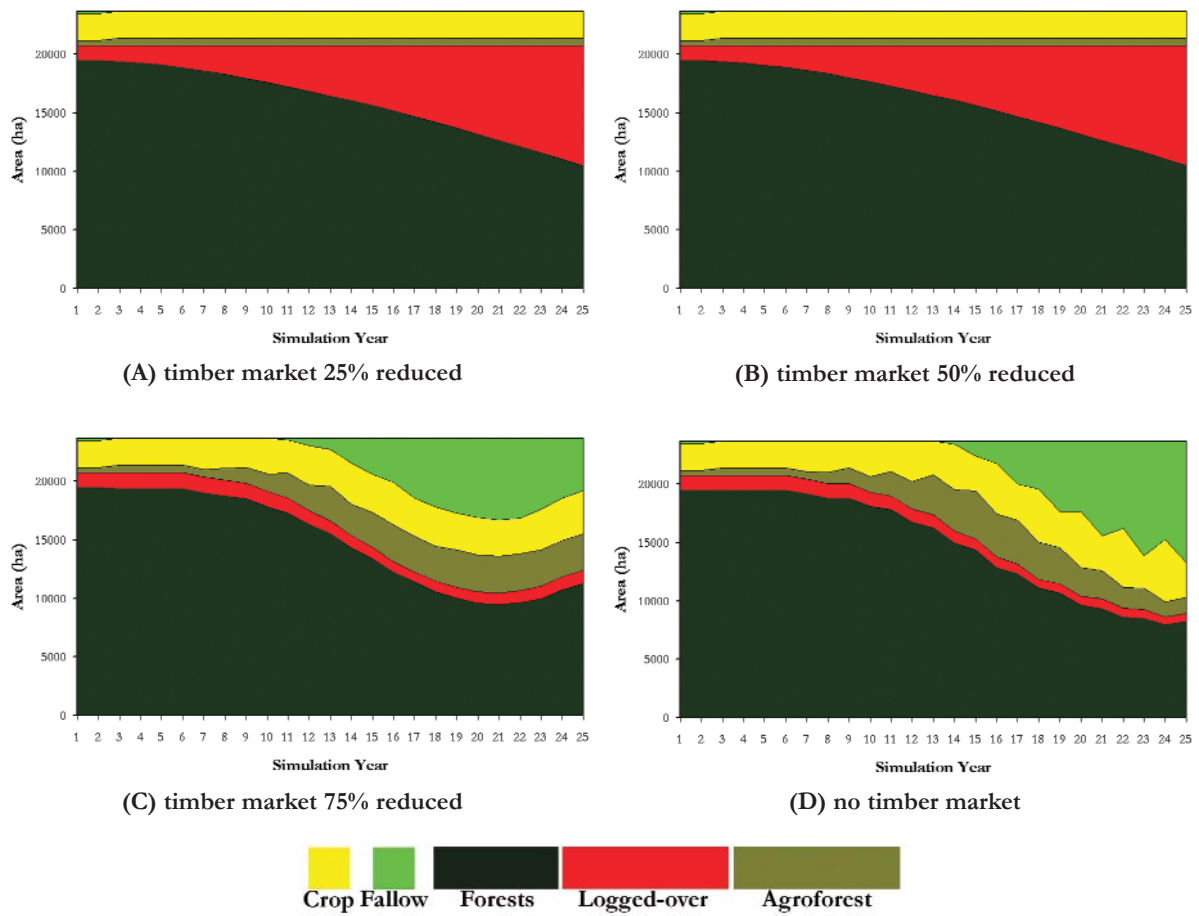 20000
15000
10000
5000
0
Area (ha)
1 2 3 4 5 6 7 8 9 10 11 12 13 14 15 16 17 18 19 20 21 22 23 24 25
Simulation Year
(A) timber market 25% reduced
20000
15000
10000
5000
0
Area (ha)
1 2 3 4 5 6 7 8 9 10 11 12 13 14 15 16 17 18 19 20 21 22 23 24 25
Simulation Year
(B) timber market 50% reduced
20000
15000
10000
5000
0
Area (ha)
1 2 3 4 5 6 7 8 9 10 11 12 13 14 15 16 17 18 19 20 21 22 23 24 25
Simulation Year
(C) timber market 75% reduced
20000
15000
10000
5000
0
Area (ha)
1 2 3 4 5 6 7 8 9 10 11 12 13 14 15 16 17 18 19 20 21 22 23 24 25
Simulation Year
(D) no timber market
Crop Fallow Forests Logged-over Agroforest